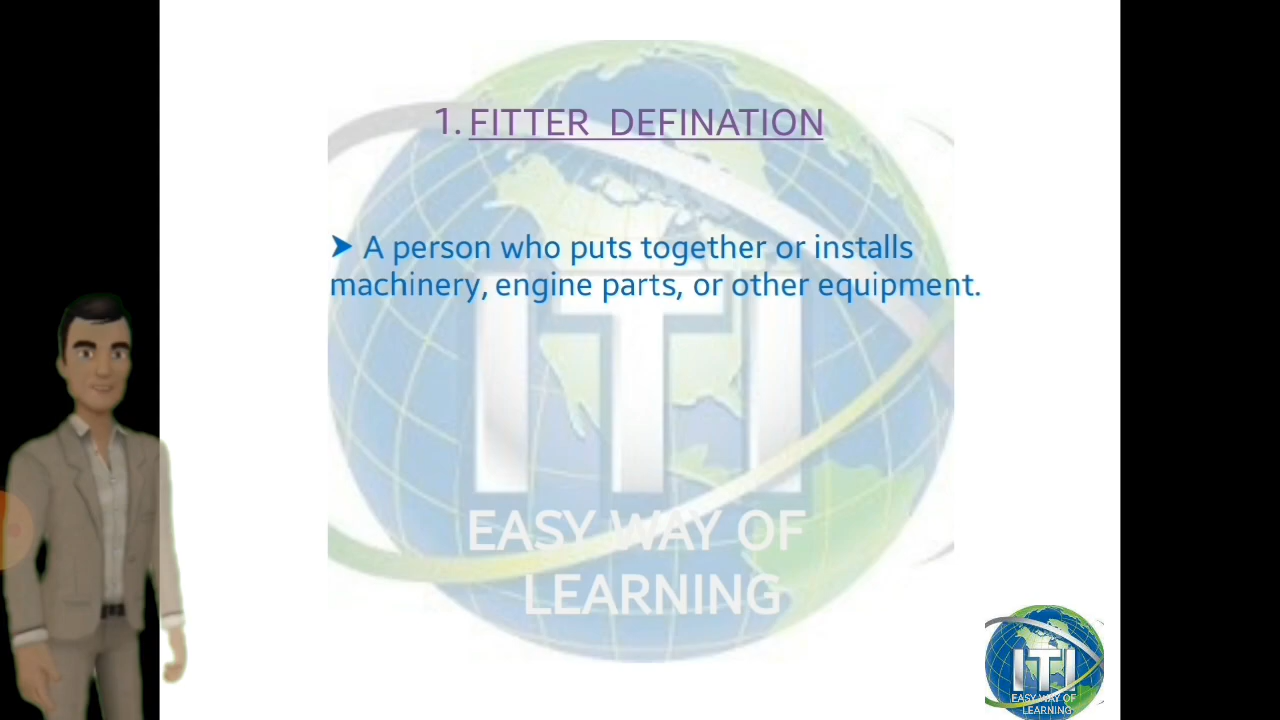 1. FITTER DEFINATION
➤ A person who puts together or installs
machinery, engine parts, or other equipment.
ITI
EASY WAY OF
LEARNING
ITI
EASY WAY OF
LEARNING